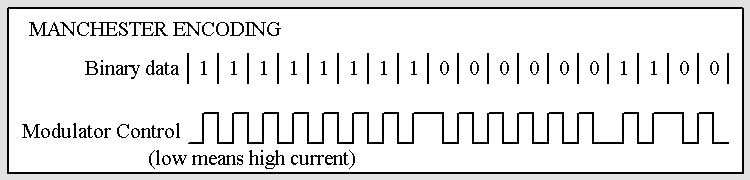 MANCHESTER ENCODING
Binary data | 1 | 1 | 1 | 1 | 1 | 1 | 1 | 1 | 0 | 0 | 0 | 0 | 0 | 0 | 1 | 1 | 0 | 0 |
Modulator Control
(low means high current)